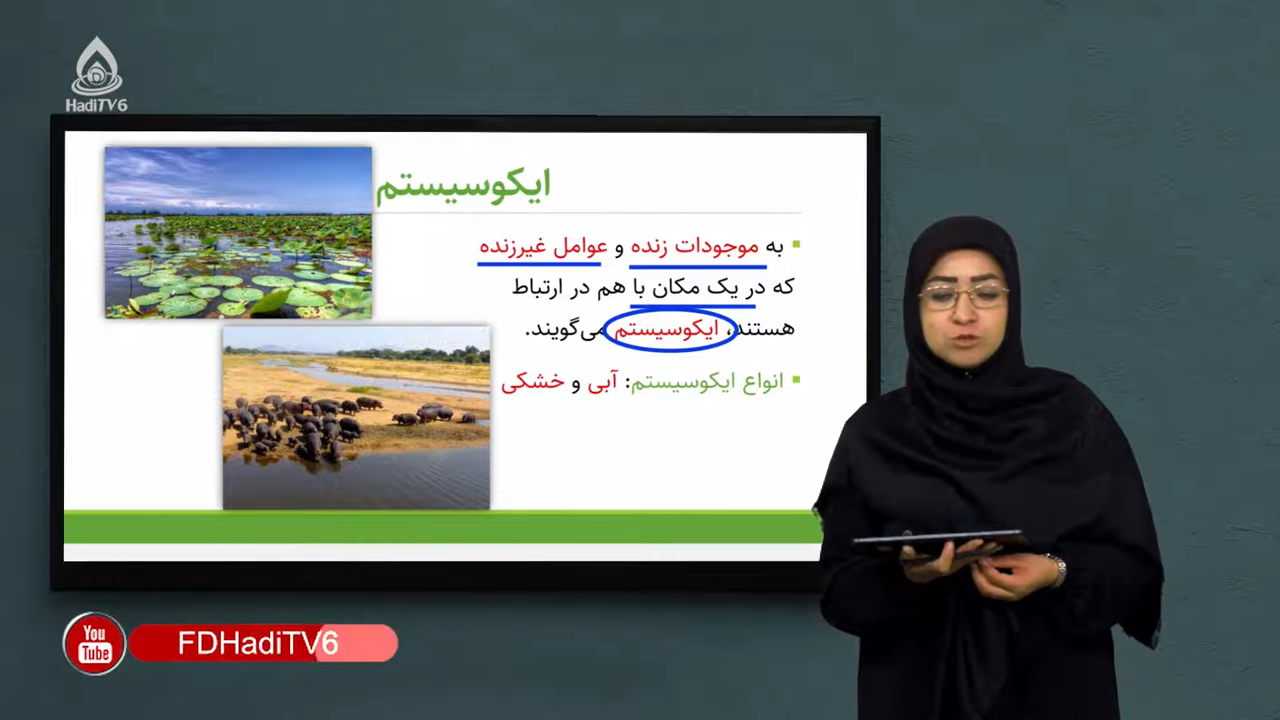 HadiTV6
ایکوسیستم
به موجودات زنده و عوامل غیرزنده
که در یک مکان با هم در ارتباط
هستند، ایکوسیستم می‌گویند.
انواع ایکوسیستم: آبی و خشکی
You
Tube
FDHadiTV6